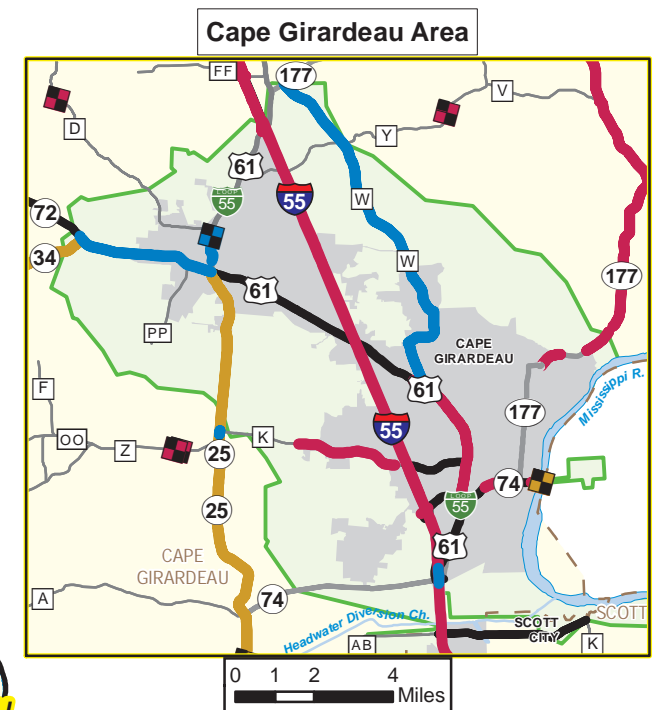 Cape Girardeau Area
FF
177
V
D
Y
61
LOOP
55
55
W
72
34
W
61
177
PP
CAPE
GIRARDEAU
Mississippi R.
61
F
177
55
OO
K
Z
25
74
LOOP
55
25
61
CAPE
GIRARDEAU
74
A
Headwater Diversion Ch.
SCOTT
SCOTT
CITY
AB
K
0 1 2 4
Miles